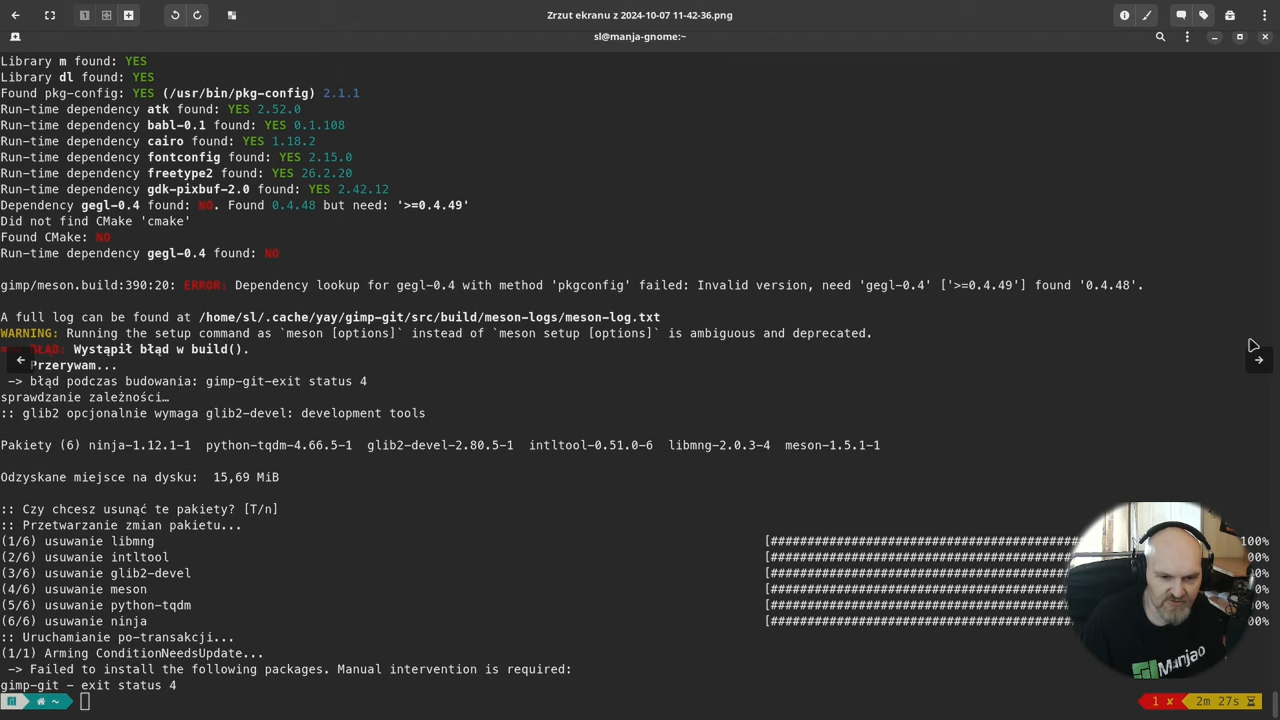 Zrzut ekranu z 2024-10-07 11-42-36.png
sl@manja-gnome:~
Library m found: YES
Library dl found: YES
Found pkg-config: YES (/usr/bin/pkg-config) 2.1.1
Run-time dependency atk found: YES 2.52.0
Run-time dependency babl-0.1 found: YES 0.1.108
Run-time dependency cairo found: YES 1.18.2
Run-time dependency fontconfig found: YES 2.15.0
Run-time dependency freetype2 found: YES 26.2.20
Run-time dependency gdk-pixbuf-2.0 found: YES 2.42.12
Dependency gegl-0.4 found: NO. Found 0.4.48 but need: '>=0.4.49'
Did not find CMake 'cmake'
Found CMake: NO
Run-time dependency gegl-0.4 found: NO
gimp/meson.build:390:20: ERROR: Dependency lookup for gegl-0.4 with method 'pkgconfig' failed: Invalid version, need 'gegl-0.4' ['>=0.4.49'] found '0.4.48'.
A full log can be found at /home/sl/.cache/yay/gimp-git/src/build/meson-logs/meson-log.txt
WARNING: Running the setup command as `meson [options]` instead of `meson setup [options]` is ambiguous and deprecated.
BŁĄD: Wystąpił błąd w build().
Przerywam...
-> błąd podczas budowania: gimp-git-exit status 4
sprawdzanie zależności…
:: glib2 opcjonalnie wymaga glib2-devel: development tools
Pakiety (6) ninja-1.12.1-1 python-tqdm-4.66.5-1 glib2-devel-2.80.5-1 intltool-0.51.0-6 libmng-2.0.3-4 meson-1.5.1-1
Odzyskane miejsce na dysku: 15,69 MiB
:: Czy chcesz usunąć te pakiety? [T/n]
:: Przetwarzanie zmian pakietu...
(1/6) usuwanie libmng [########################################### 100%
(2/6) usuwanie intltool [########################################### 00%
(3/6) usuwanie glib2-devel [########################################### %
(4/6) usuwanie meson [########################################### %
(5/6) usuwanie python-tqdm [########################################### %
(6/6) usuwanie ninja [########################################### 00%
:: Uruchamianie po-transakcji...
(1/1) Arming ConditionNeedsUpdate...
-> Failed to install the following packages. Manual intervention is required:
gimp-git - exit status 4
~
1 ✘ 2m 27s
Manjaro